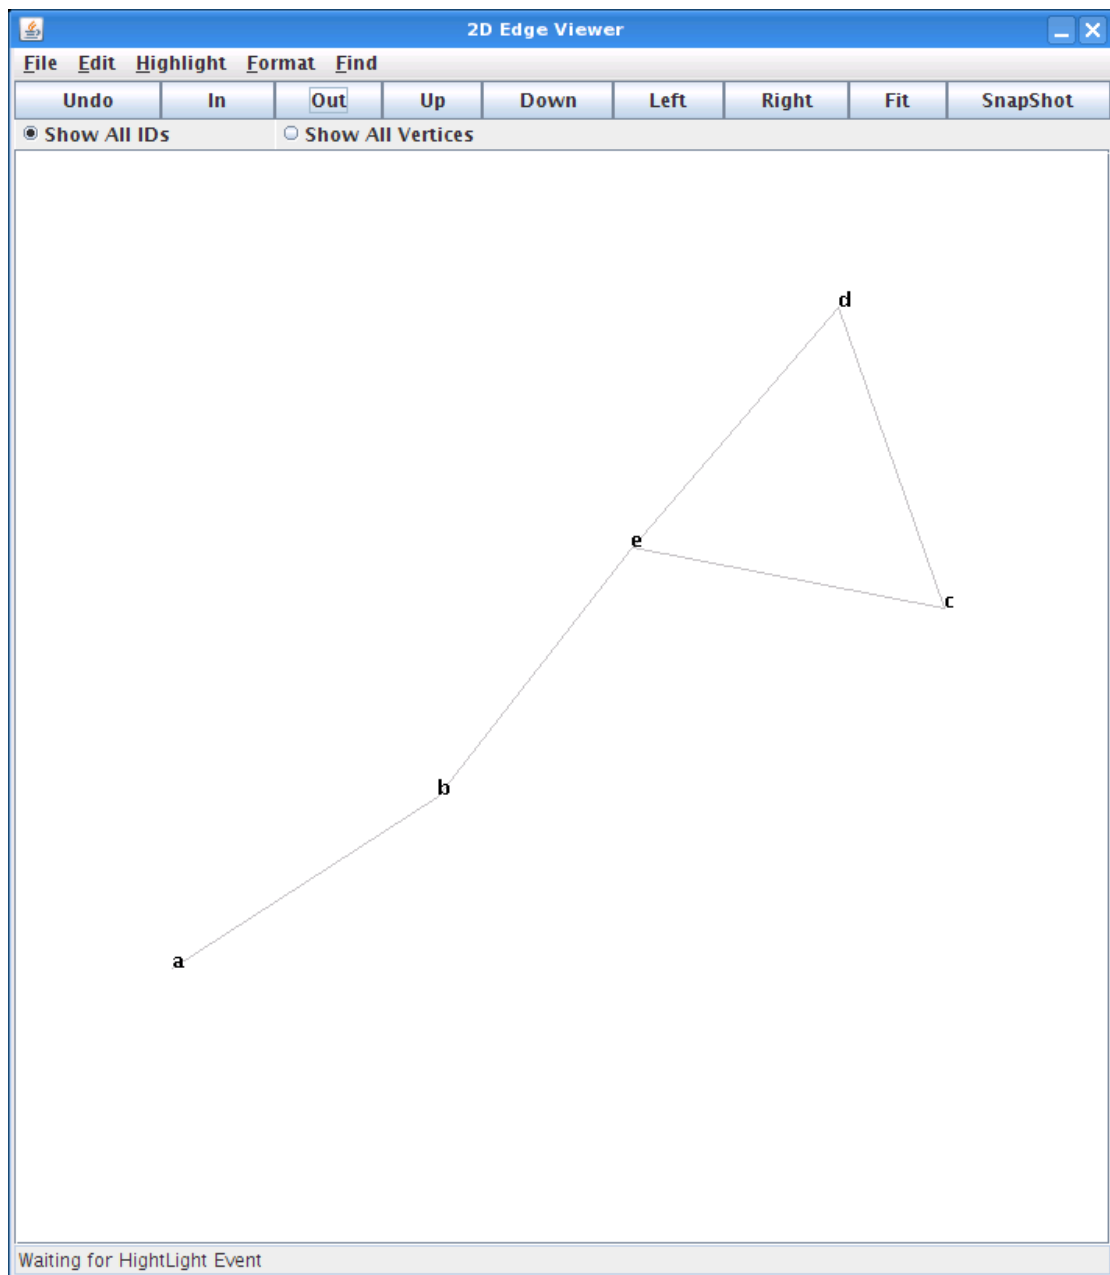 2D Edge Viewer
File Edit Highlight Format Find
Undo In Out Up Down Left Right Fit SnapShot
Show All IDs Show All Vertices
d
e
c
b
a
Waiting for HightLight Event